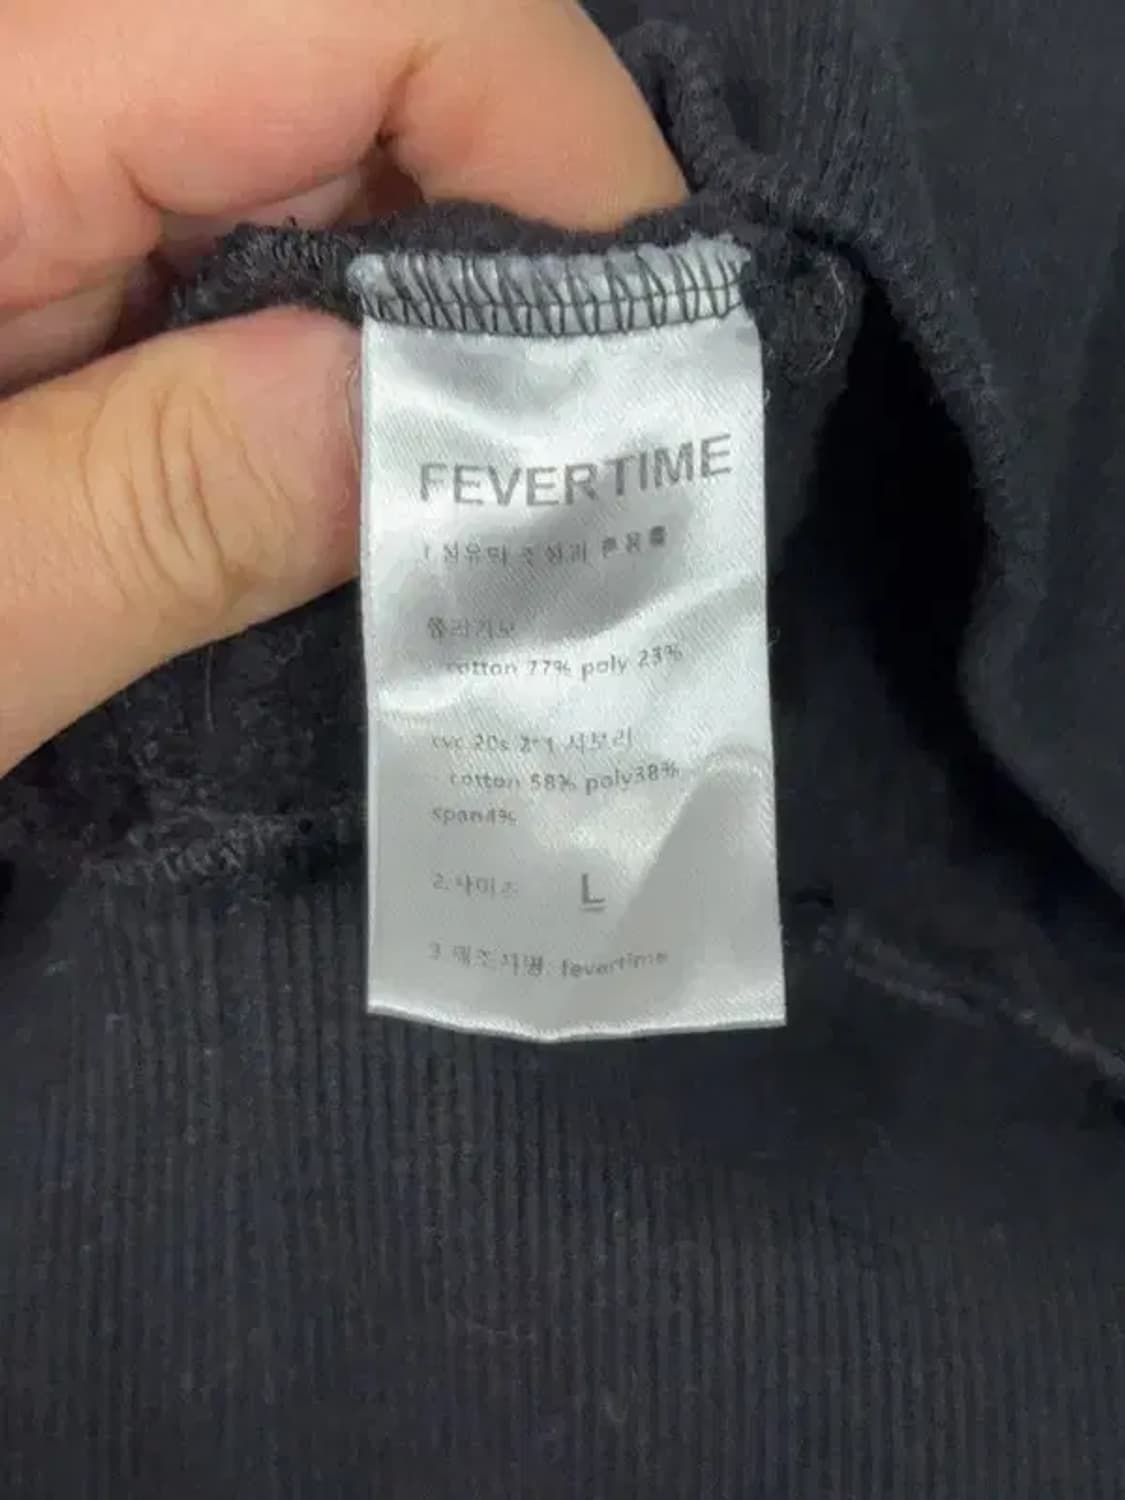 FEVERTIME
1. 섬유의 조성과 혼용률
쭈리기모
- cotton 77% poly 23%
cvc 20s 2*1 시보리
- cotton 58% poly38%
span4%
2. 사이즈 L
3. 제조사명: fevertime